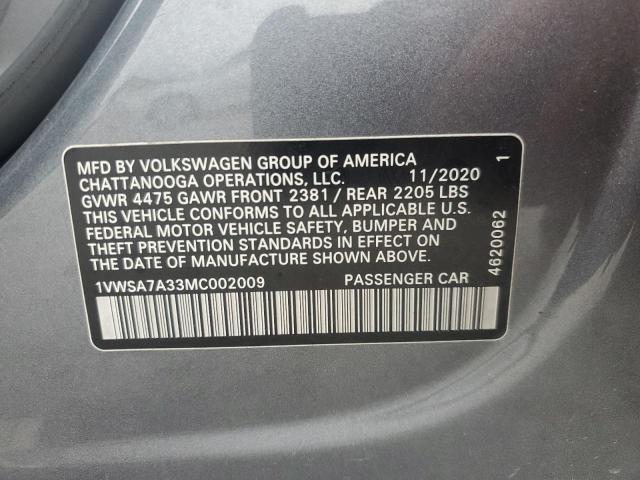 MFD BY VOLKSWAGEN GROUP OF AMERICA
CHATTANOOGA OPERATIONS, LLC. 11/2020
GVWR 4475 GAWR FRONT 2381 / REAR 2205 LBS
THIS VEHICLE CONFORMS TO ALL APPLICABLE U.S.
FEDERAL MOTOR VEHICLE SAFETY, BUMPER AND
THEFT PREVENTION STANDARDS IN EFFECT ON
THE DATE OF MANUFACTURE SHOWN ABOVE.
1VWSA7A33MC002009 PASSENGER CAR
4620062 1